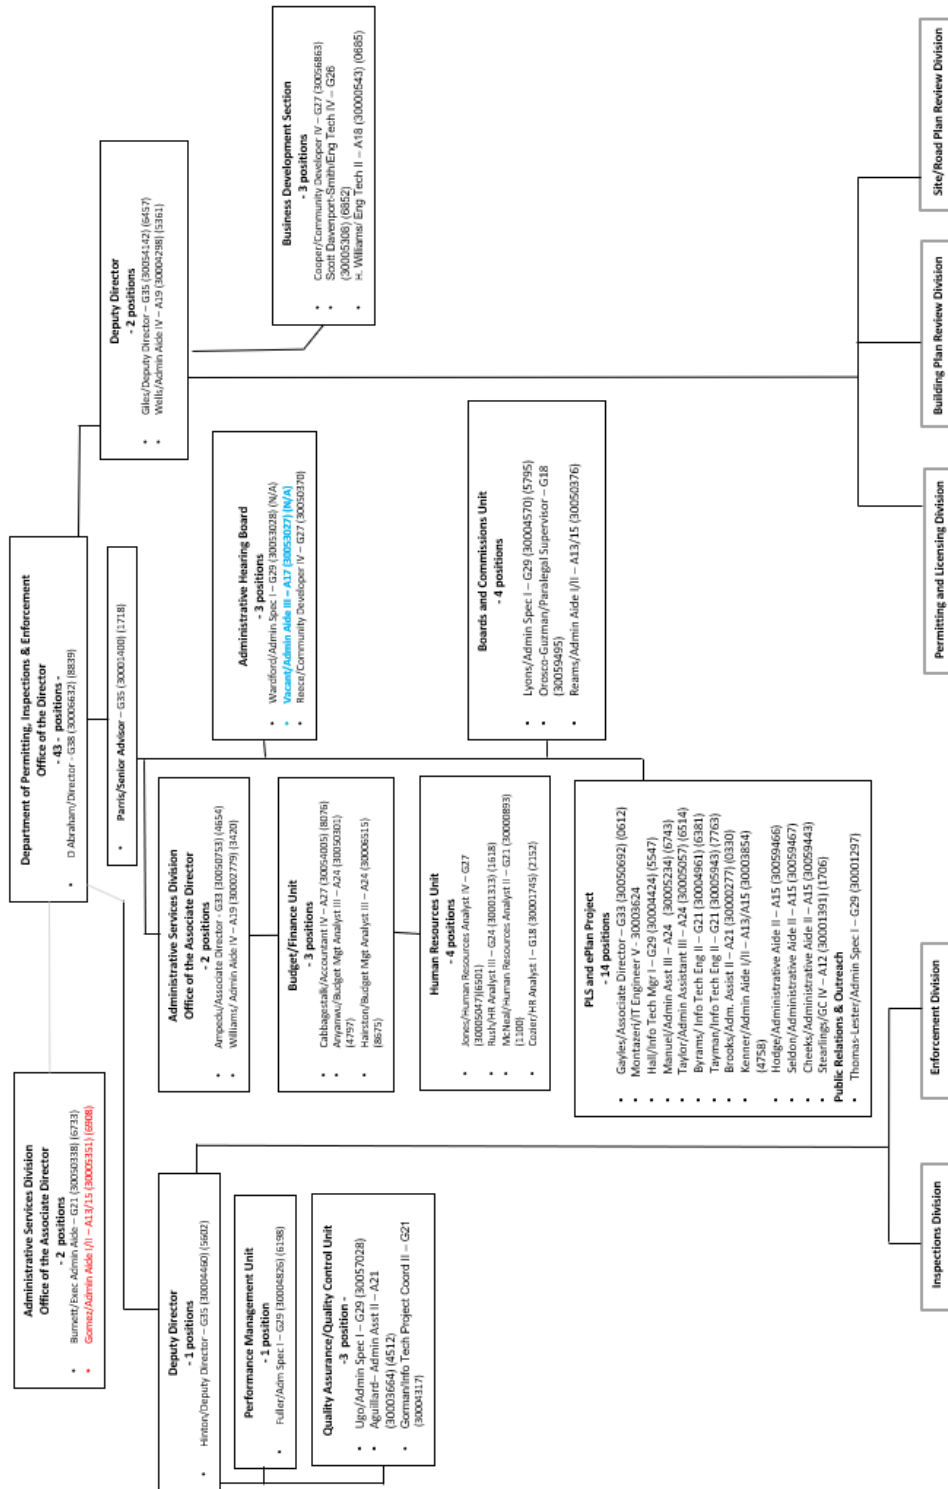 Department of Permitting, Inspections & Enforcement
Office of the Director
- 43 - positions -
• D Abraham/Director - G38 (30006632) (8839)
• Parris/Senior Advisor – G35 (30001400) (1718)
Administrative Services Division
Office of the Associate Director
- 2 positions
• Burnett/Exec Admin Aide – G21 (30050338) (6733)
• Gomez/Admin Aide I/II – A13/15 (30005351) (6908)
Deputy Director
- 1 positions
• Hinton/Deputy Director – G35 (30004460) (5602)
Performance Management Unit
- 1 position
• Fuller/Adm Spec I – G29 (30004826) (6198)
Quality Assurance/Quality Control Unit
-3 position -
• Ugo/Admin Spec I – G29 (30057028)
• Aguillard– Admin Asst II – A21
(30003664) (4512)
• Gorman/Info Tech Project Coord II – G21
(30004317)
Administrative Services Division
Office of the Associate Director
- 2 positions
• Ampedu/Associate Director - G33 (30050753) (4654)
• Williams/ Admin Aide IV – A19 (30002779) (3420)
Budget/Finance Unit
- 3 positions
• Cabbagestalk/Accountant IV – A27 (30054005) (8076)
• Anyanwu/Budget Mgt Analyst III – A24 (30050301)
(4797)
• Hairston/Budget Mgt Analyst III – A24 (30006515)
(8675)
Human Resources Unit
- 4 positions
• Jones/Human Resources Analyst IV – G27
(30005047)(6501)
• Rush/HR Analyst III – G24 (30001313) (1618)
• McNeal/Human Resources Analyst II – G21 (30000893)
(1100)
• Cozier/HR Analyst I – G18 (30001745) (2152)
PLS and ePlan Project
- 14 positions
• Gayles/Associate Director – G33 (30050692) (0612)
• Montazeri/IT Engineer V - 30003624
• Hall/Info Tech Mgr I – G29 (30004424) (5547)
• Manuel/Admin Asst III – A24 (30005234) (6743)
• Taylor/Admin Assistant III – A24 (30005057) (6514)
• Byrams/ Info Tech Eng II – G21 (30004961) (6381)
• Tayman/Info Tech Eng II – G21 (30005943) (7763)
• Brooks/Adm. Assist II – A21 (30000277) (0330)
• Kenner/Admin Aide I/II – A13/A15 (30003854)
(4758)
• Hodge/Administrative Aide II – A15 (30059466)
• Seldon/Administrative Aide II – A15 (30059467)
• Cheeks/Administrative Aide II – A15 (30059443)
• Stearlings/GC IV – A12 (30001391) (1706)
Public Relations & Outreach
• Thomas-Lester/Admin Spec I – G29 (30001297)
Administrative Hearing Board
- 3 positions
• Wardford/Admin Spec I – G29 (30053028) (N/A)
• Vacant/Admin Aide III – A17 (30053027) (N/A)
• Reece/Community Developer IV – G27 (30050370)
Boards and Commissions Unit
- 4 positions
• Lyons/Admin Spec I – G29 (30004570) (5795)
• Orosco-Guzman/Paralegal Supervisor – G18
(30059495)
• Reams/Admin Aide I/II – A13/15 (30050376)
Deputy Director
- 2 positions
• Giles/Deputy Director – G35 (30054142) (6457)
• Wells/Admin Aide IV – A19 (30004298) (5361)
Business Development Section
- 3 positions
• Cooper/Community Developer IV – G27 (30056863)
• Scott Davenport-Smith/Eng Tech IV – G26
(30005308) (6852)
• H. Williams/ Eng Tech II – A18 (30000543) (0685)
Inspections Division
Enforcement Division
Permitting and Licensing Division
Building Plan Review Division
Site/Road Plan Review Division